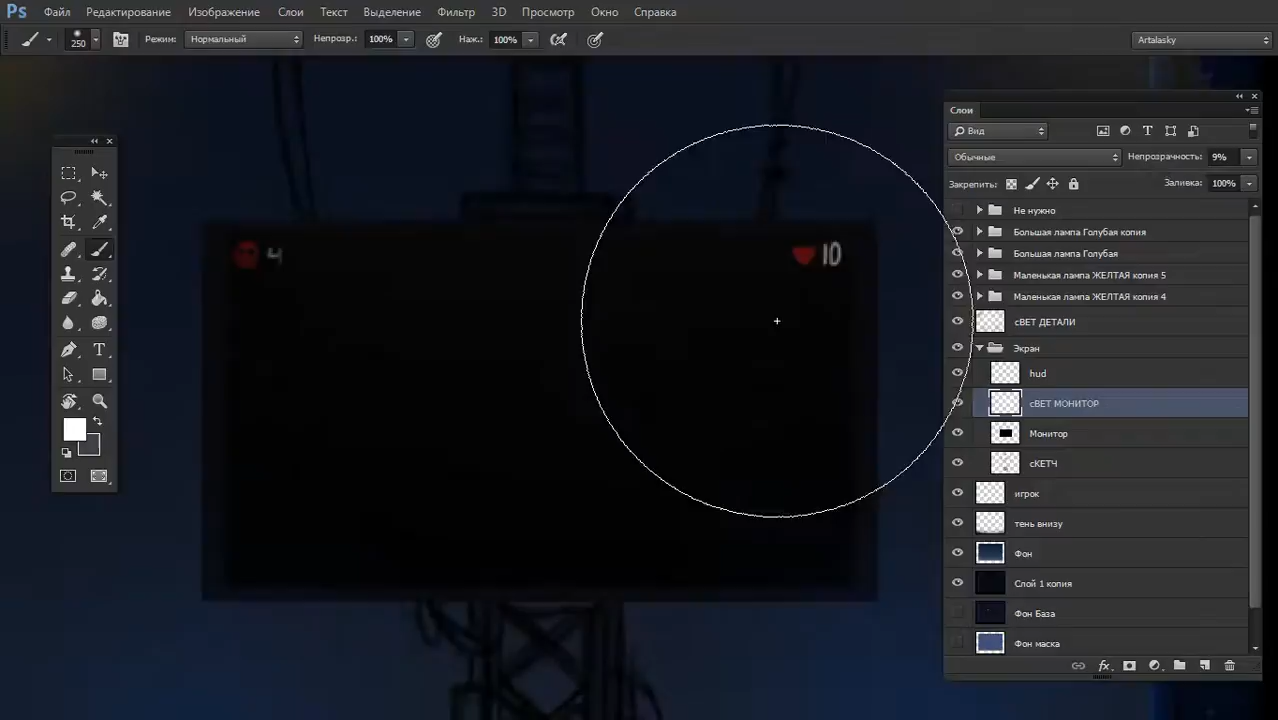 Ps Файл Редактирование Изображение Слои Текст Выделение Фильтр 3D Просмотр Окно Справка
250 Режим: Нормальный Непрозр.: 100% Наж.: 100% Artalasky
Слои
Вид
Обычные Непрозрачность: 9%
Закрепить: Заливка: 100%
Не нужно
Большая лампа Голубая копия
Большая лампа Голубая
Маленькая лампа ЖЕЛТАЯ копия 5
Маленькая лампа ЖЕЛТАЯ копия 4
сВЕТ ДЕТАЛИ
Экран
hud
сВЕТ МОНИТОР
Монитор
сКЕТЧ
игрок
тень внизу
Фон
Слой 1 копия
Фон База
Фон маска
4
10